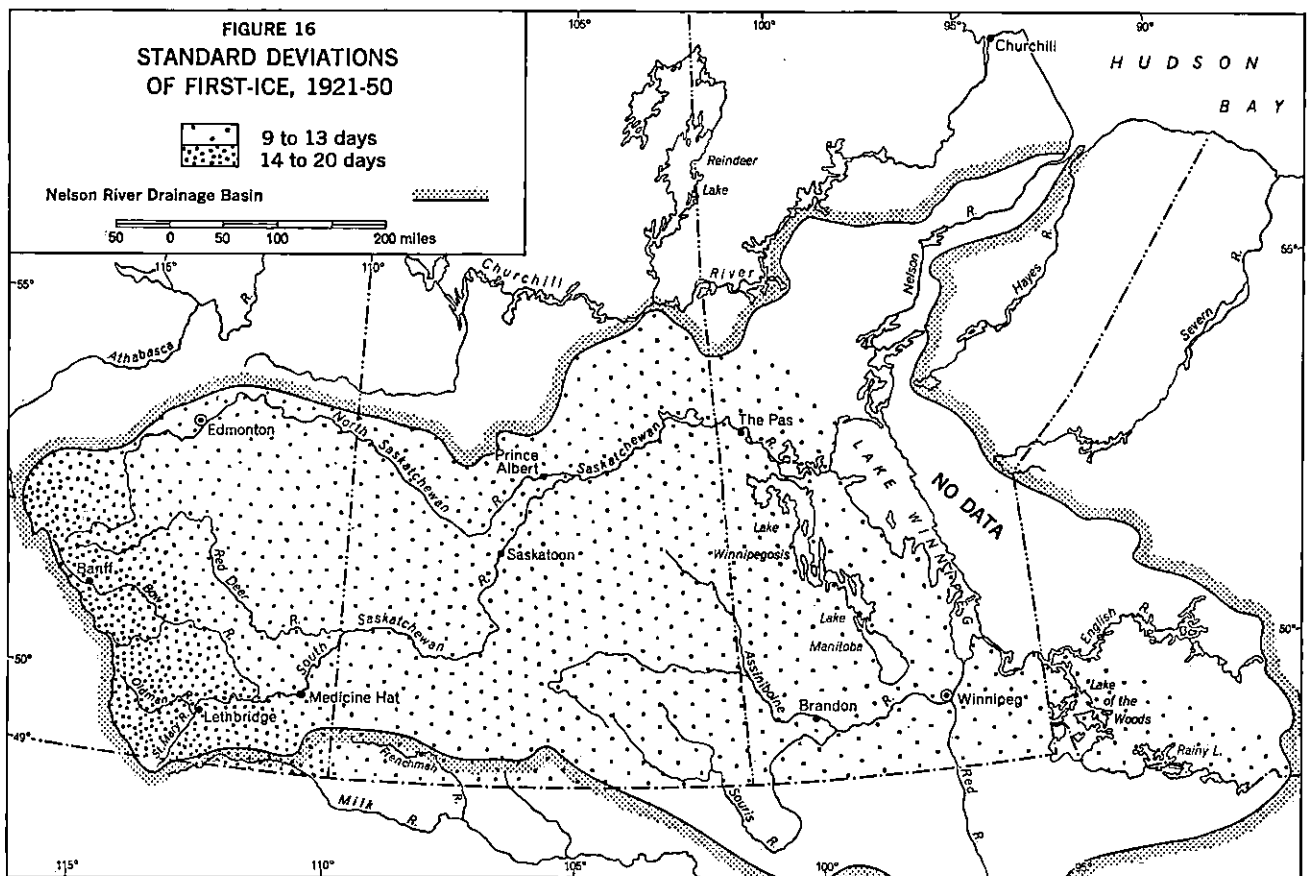 FIGURE 16
STANDARD DEVIATIONS
OF FIRST-ICE, 1921-50
9 to 13 days
14 to 20 days
Nelson River Drainage Basin
50 0 50 100 200 miles
105°
100°
95°
90°
Churchill
HUDSON
BAY
Reindeer
Lake
115°
110°
55°
55°
Churchill
River
R.
Nelson
R.
Hayes
R.
Severn
R.
Athabasca
Edmonton
North Saskatchewan
R.
Prince
Albert
Saskatchewan
The Pas
R.
LAKE WINNIPEG
NO DATA
Lake
Winnipegosis
Saskatoon
R.
Banff
Bow
R.
Red Deer
R.
South
Saskatchewan
Lake
Manitoba
English
R.
50°
50°
Oldman R.
Lethbridge
St. Mary R.
Medicine Hat
Assiniboine
Brandon
R.
Winnipeg
Lake
of the
Woods
Rainy L.
49°
Frenchman
R.
Milk
R.
Souris
R.
Red
R.
115°
110°
100°
95°